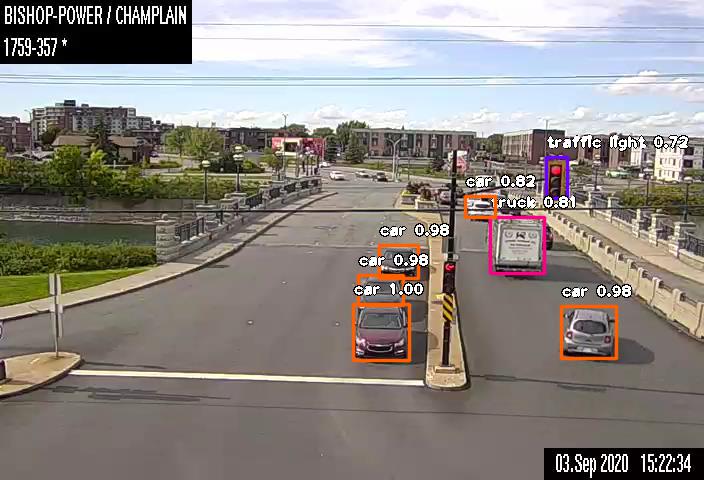 BISHOP-POWER / CHAMPLAIN
1759-357 *
traffic light 0.72
car 0.82
truck 0.81
car 0.98
car 0.98
car 1.00
car 0.98
03.Sep 2020 15:22:34